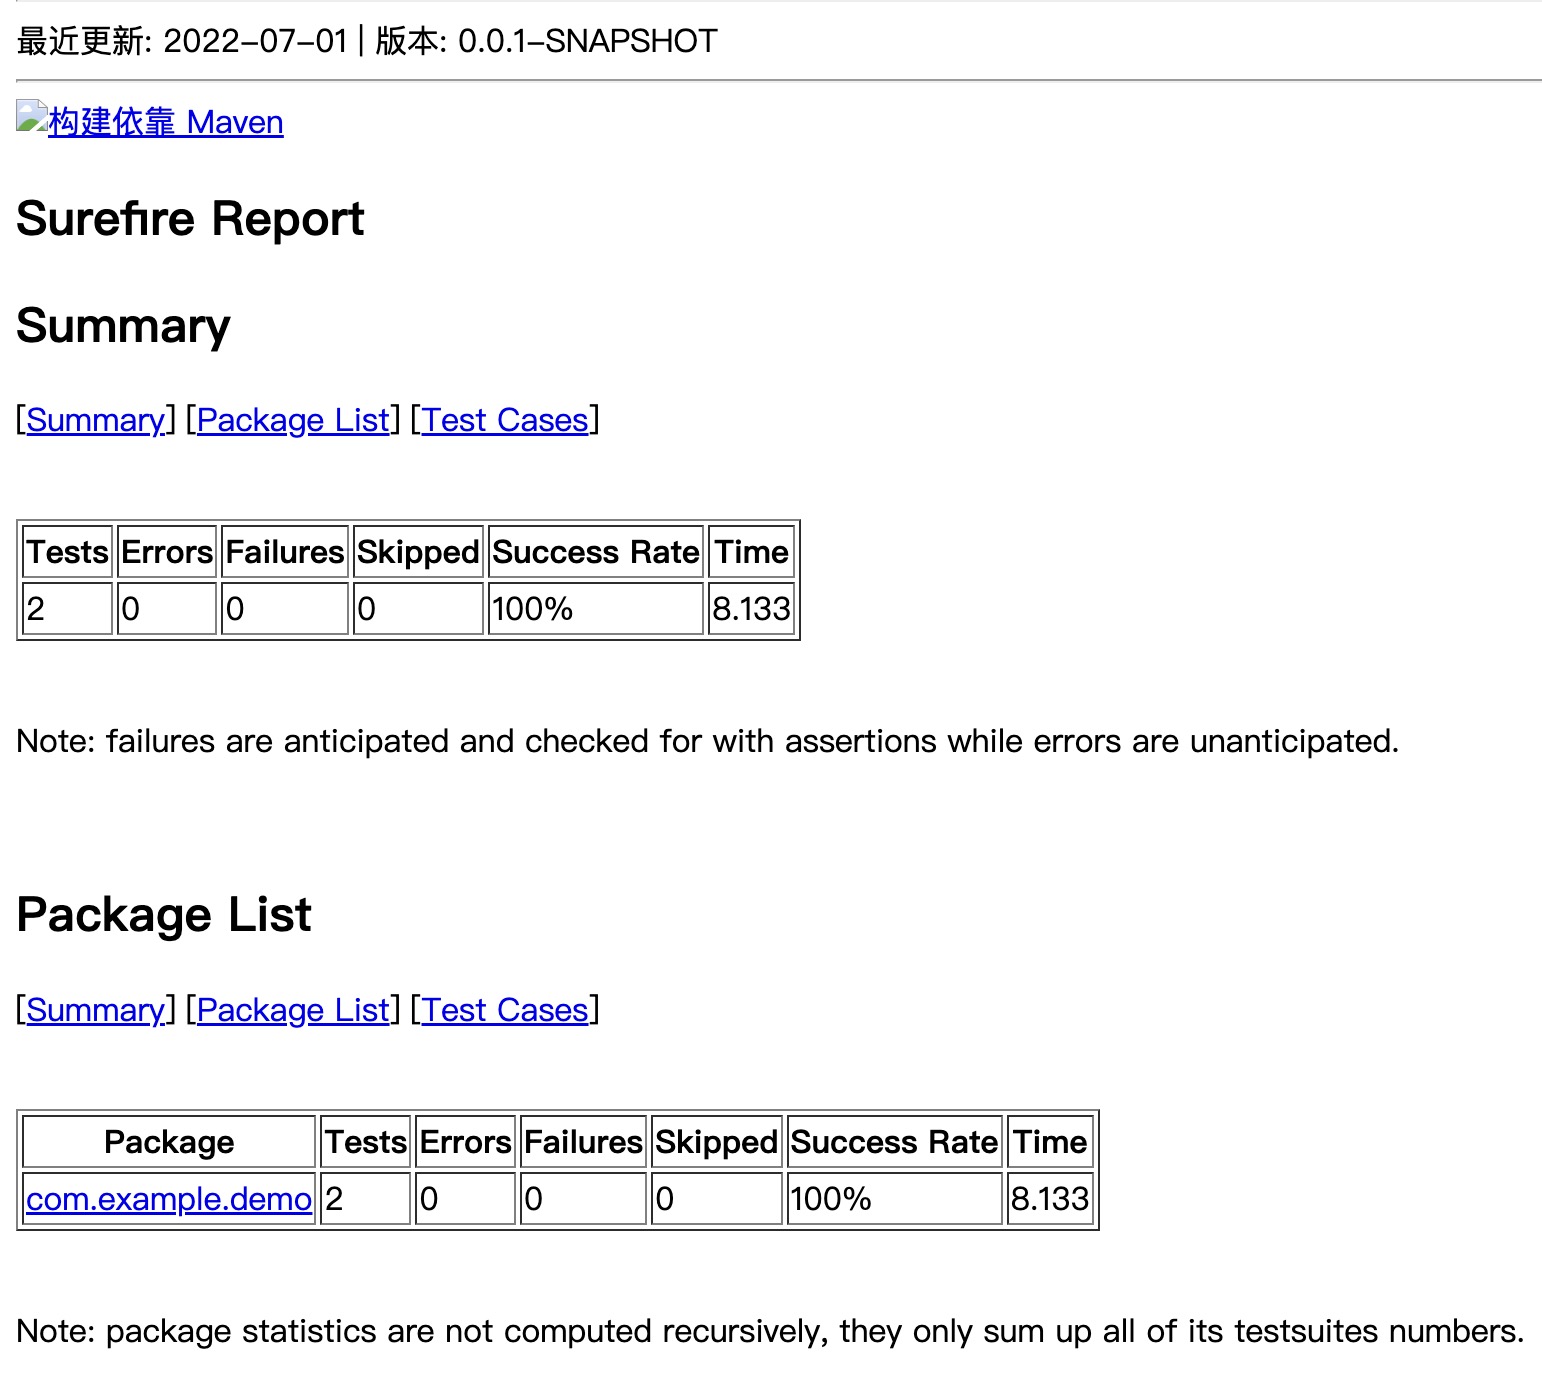 最近更新: 2022-07-01 | 版本: 0.0.1-SNAPSHOT
构建依靠 Maven
Surefire Report
Summary
[Summary] [Package List] [Test Cases]
Tests Errors Failures Skipped Success Rate Time
2 0 0 0 100% 8.133
Note: failures are anticipated and checked for with assertions while errors are unanticipated.
Package List
[Summary] [Package List] [Test Cases]
Package Tests Errors Failures Skipped Success Rate Time
com.example.demo 2 0 0 0 100% 8.133
Note: package statistics are not computed recursively, they only sum up all of its testsuites numbers.